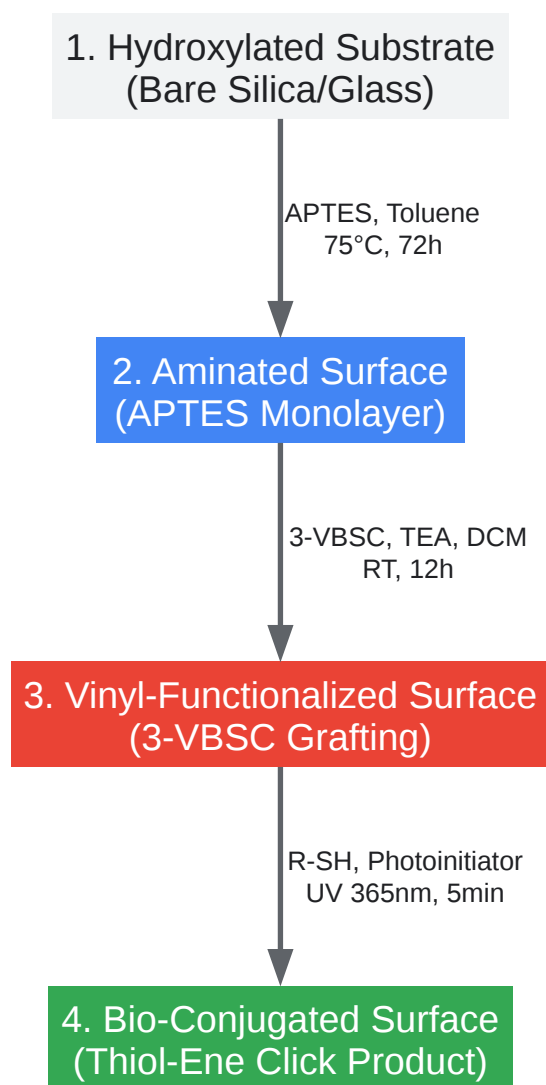 1. Hydroxylated Substrate
(Bare Silica/Glass)
APTES, Toluene
75°C, 72h
2. Aminated Surface
(APTES Monolayer)
3-VBSC, TEA, DCM
RT, 12h
3. Vinyl-Functionalized Surface
(3-VBSC Grafting)
R-SH, Photoinitiator
UV 365nm, 5min
4. Bio-Conjugated Surface
(Thiol-Ene Click Product)